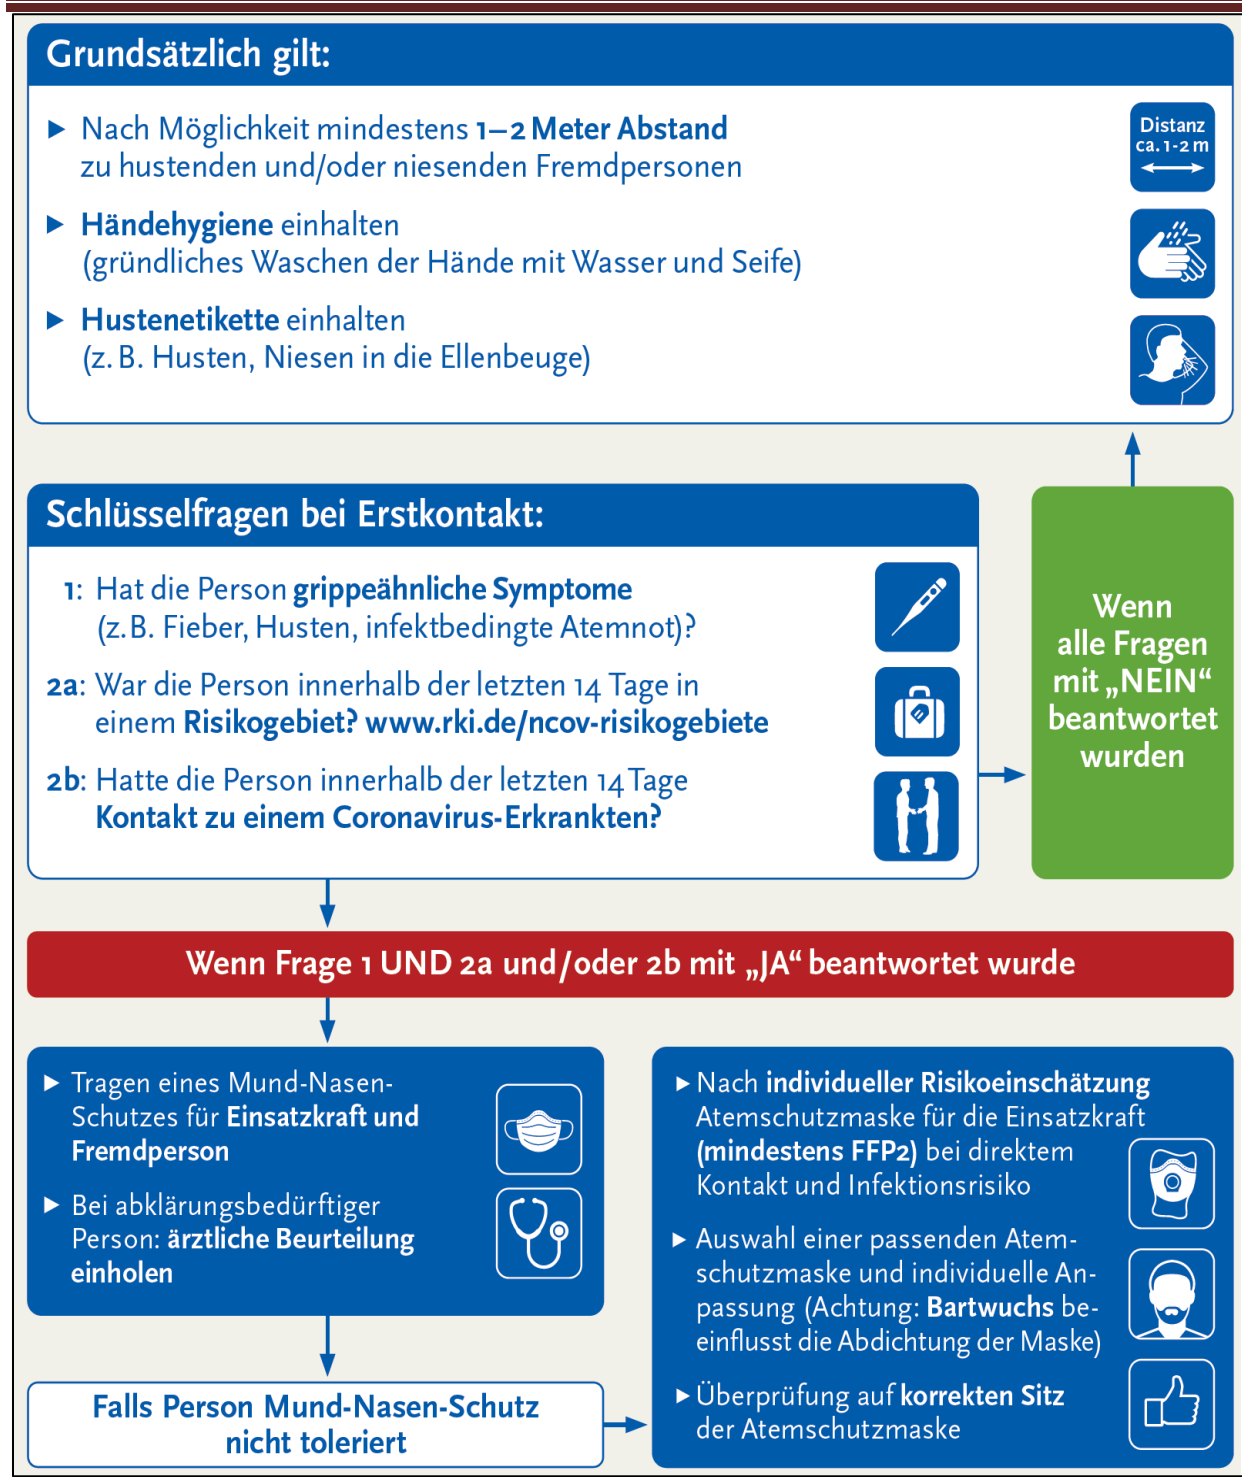 Grundsätzlich gilt:
▶ Nach Möglichkeit mindestens 1–2 Meter Abstand
zu hustenden und/oder niesenden Fremdpersonen
Distanz
ca. 1-2 m
▶ Händehygiene einhalten
(gründliches Waschen der Hände mit Wasser und Seife)
▶ Hustenetikette einhalten
(z. B. Husten, Niesen in die Ellenbeuge)
Schlüsselfragen bei Erstkontakt:
1: Hat die Person grippeähnliche Symptome
(z. B. Fieber, Husten, infektbedingte Atemnot)?
2a: War die Person innerhalb der letzten 14 Tage in
einem Risikogebiet? www.rki.de/ncov-risikogebiete
2b: Hatte die Person innerhalb der letzten 14 Tage
Kontakt zu einem Coronavirus-Erkrankten?
Wenn
alle Fragen
mit „NEIN“
beantwortet
wurden
Wenn Frage 1 UND 2a und/oder 2b mit „JA“ beantwortet wurde
▶ Tragen eines Mund-Nasen-
Schutzes für Einsatzkraft und
Fremdperson
▶ Bei abklärungsbedürftiger
Person: ärztliche Beurteilung
einholen
Falls Person Mund-Nasen-Schutz
nicht toleriert
▶ Nach individueller Risikoeinschätzung
Atemschutzmaske für die Einsatzkraft
(mindestens FFP2) bei direktem
Kontakt und Infektionsrisiko
▶ Auswahl einer passenden Atem-
schutzmaske und individuelle An-
passung (Achtung: Bartwuchs be-
einflusst die Abdichtung der Maske)
▶ Überprüfung auf korrekten Sitz
der Atemschutzmaske